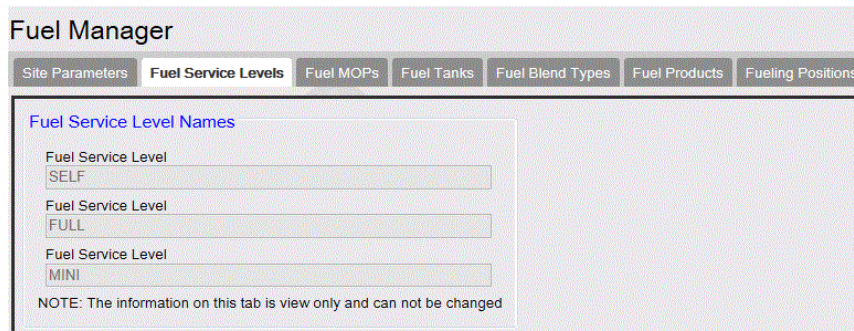 Fuel Manager
Site Parameters Fuel Service Levels Fuel MOPs Fuel Tanks Fuel Blend Types Fuel Products Fueling Positions
Fuel Service Level Names
Fuel Service Level
SELF
Fuel Service Level
FULL
Fuel Service Level
MINI
NOTE: The information on this tab is view only and can not be changed